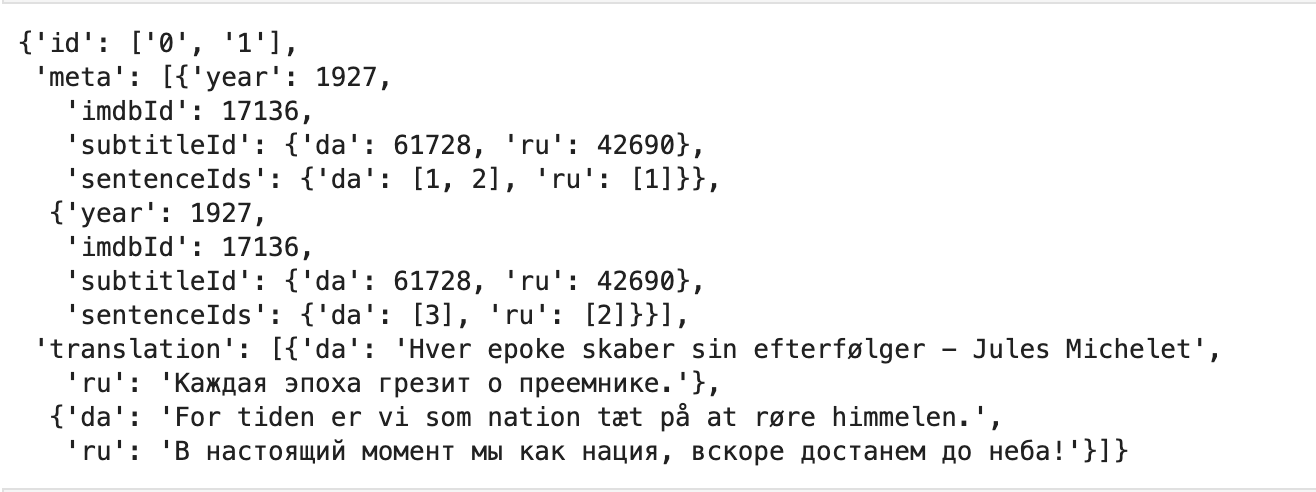 {'id': ['0', '1'],
 'meta': [{'year': 1927,
   'imdbId': 17136,
   'subtitleId': {'da': 61728, 'ru': 42690},
   'sentenceIds': {'da': [1, 2], 'ru': [1]}},
  {'year': 1927,
   'imdbId': 17136,
   'subtitleId': {'da': 61728, 'ru': 42690},
   'sentenceIds': {'da': [3], 'ru': [2]}}],
 'translation': [{'da': 'Hver epoke skaber sin efterfølger – Jules Michelet',
   'ru': 'Каждая эпоха грезит о преемнике.'},
  {'da': 'For tiden er vi som nation tæt på at røre himmelen.',
   'ru': 'В настоящий момент мы как нация, вскоре достанем до неба!'}]}